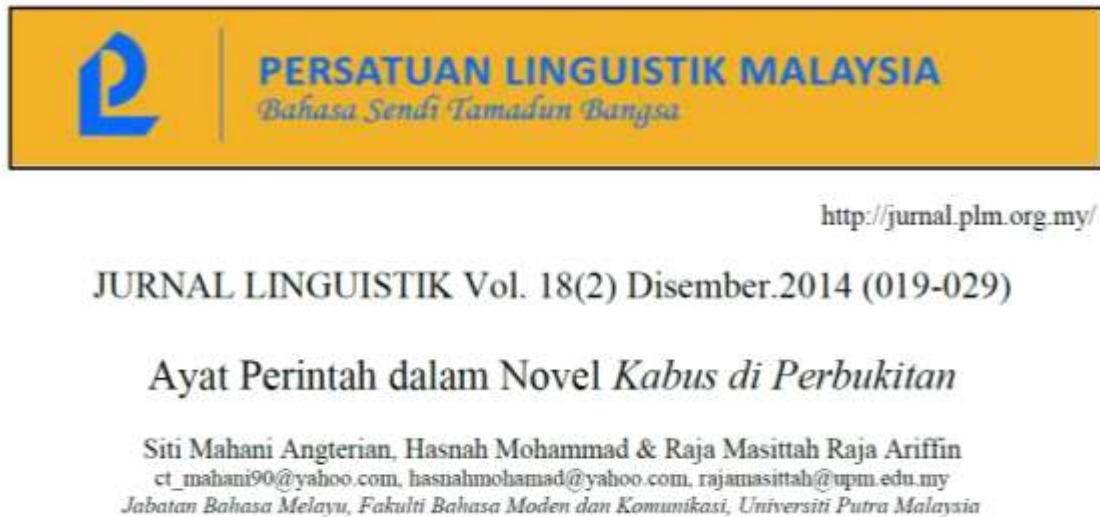 PERSATUAN LINGUISTIK MALAYSIA
Bahasa Sendi Tamadun Bangsa
http://jurnal.plm.org.my/
JURNAL LINGUISTIK Vol. 18(2) Disember.2014 (019-029)
Ayat Perintah dalam Novel Kabus di Perbukitan
Siti Mahani Angterian, Hasnah Mohammad & Raja Masittah Raja Ariffin
ct_mahani90@yahoo.com, hasnahmohamad@yahoo.com, rajamasittah@upm.edu.my
Jabatan Bahasa Melayu, Fakulti Bahasa Moden dan Komunikasi, Universiti Putra Malaysia